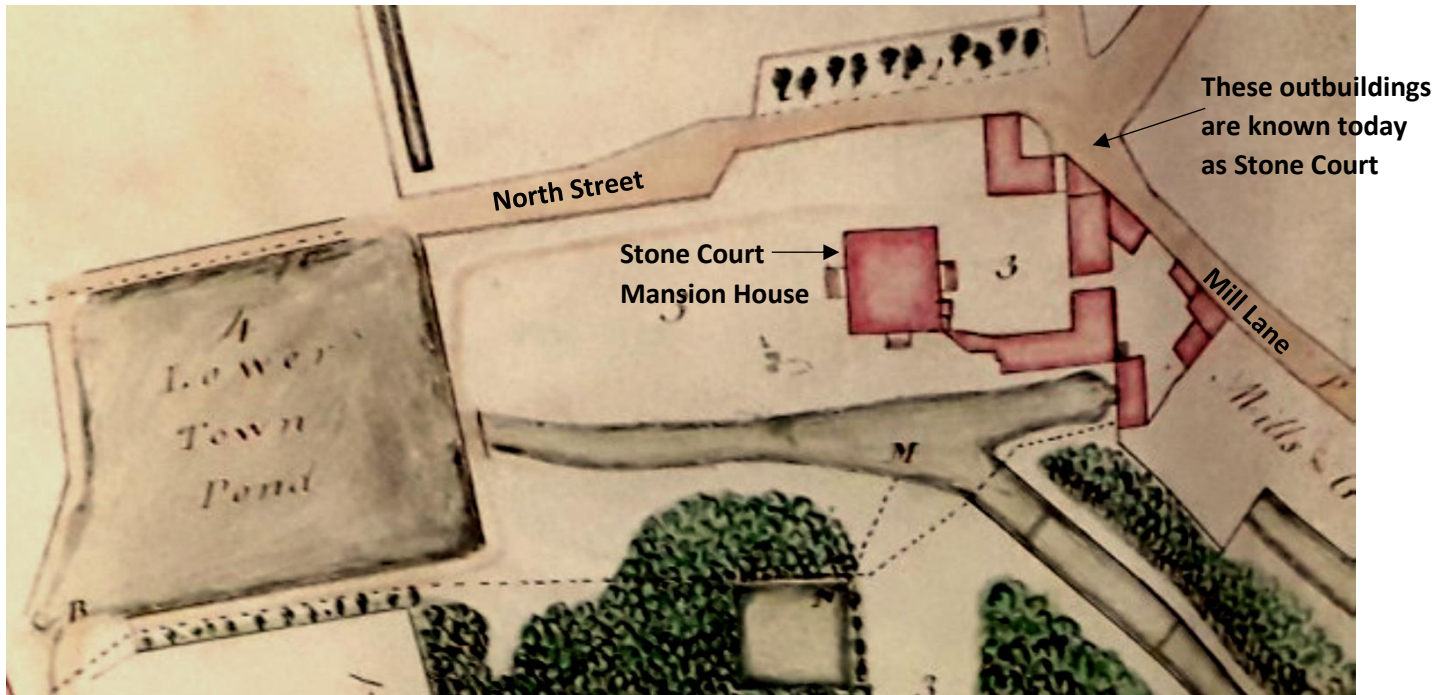 These outbuildings
are known today
as Stone Court
North Street
Stone Court
Mansion House
3
Mill Lane
4
Lower
Town
Pond
M
Mills &
P
B
N
3